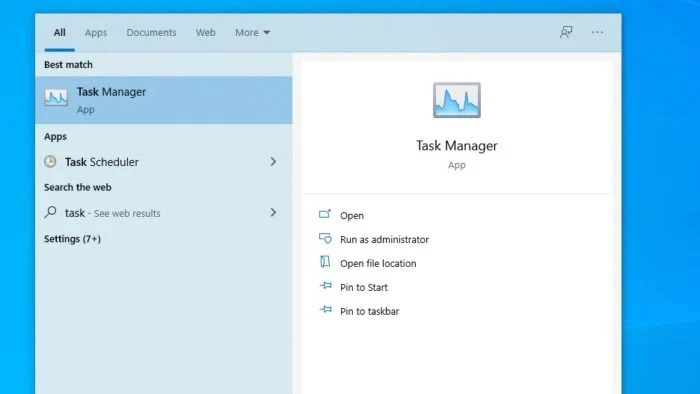 All Apps Documents Web More
Best match
Task Manager
App
Apps
Task Scheduler
Search the web
task - See web results
Settings (7+)
Task Manager
App
Open
Run as administrator
Open file location
Pin to Start
Pin to taskbar